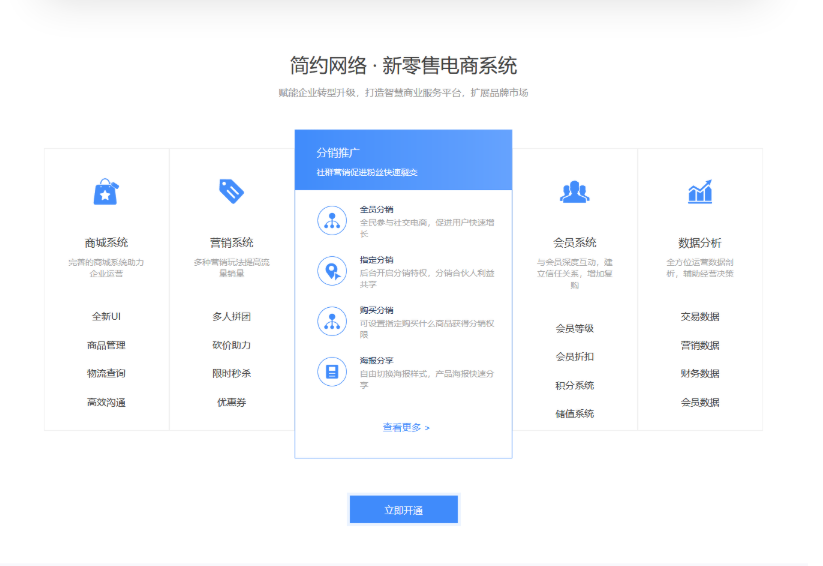 简约网络 · 新零售电商系统
赋能企业转型升级，打造智慧商业服务平台，扩展品牌市场
商城系统
完善的商城系统助力
企业运营
全新UI
商品管理
物流查询
高效沟通
营销系统
多种营销玩法提高流
量销量
多人拼团
砍价助力
限时秒杀
优惠券
分销推广
社群营销促进粉丝快速裂变
全员分销
全民参与社交电商，促进用户快速增
长
指定分销
后台开启分销特权，分销合伙人利益
共享
购买分销
可设置指定购买什么商品获得分销权
限
海报分享
自由切换海报样式，产品海报快速分
享
查看更多 >
会员系统
与会员深度互动，建
立信任关系，增加复
购
会员等级
会员折扣
积分系统
储值系统
数据分析
全方位运营数据剖
析，辅助经营决策
交易数据
营销数据
财务数据
会员数据
立即开通